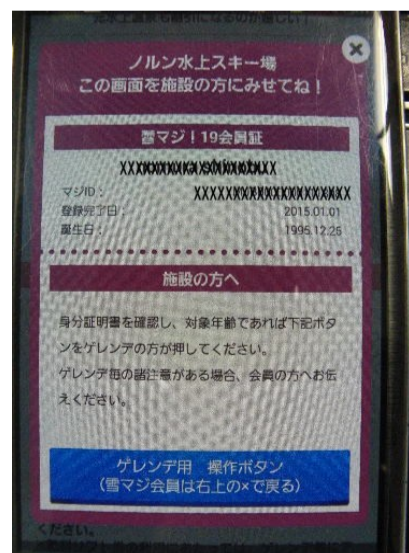 ノルン水上スキー場
この画面を施設の方にみせてね！
雪マジ！19会員証
マジID：
登録完了日：
2015.01.01
誕生日：
1995.12.25
施設の方へ
身分証明書を確認し、対象年齢であれば下記ボタ
ンをゲレンデの方が押してください。
ゲレンデ毎の諸注意がある場合、会員の方へお伝
えください。
ゲレンデ用　操作ボタン
(雪マジ会員は右上の×で戻る)
ください。